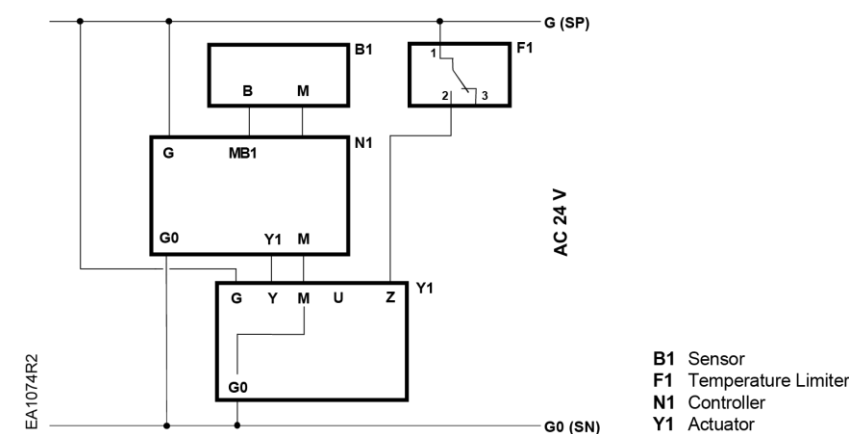 G (SP)
B1
F1
1
B M
2 3
N1
G MB1
AC 24 V
G0 Y1 M
Y1
G Y M U Z
EA1074R2
G0
G0 (SN)
B1 Sensor
F1 Temperature Limiter
N1 Controller
Y1 Actuator